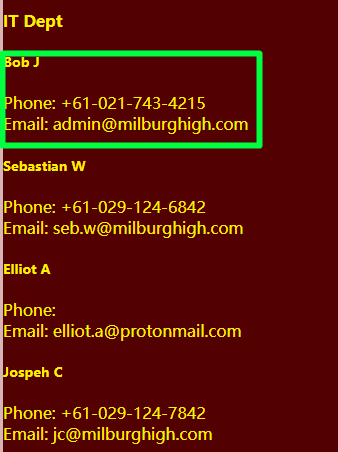 IT Dept
Bob J
Phone: +61-021-743-4215
Email: admin@milburghigh.com
Sebastian W
Phone: +61-029-124-6842
Email: seb.w@milburghigh.com
Elliot A
Phone:
Email: elliot.a@protonmail.com
Jospeh C
Phone: +61-029-124-7842
Email: jc@milburghigh.com